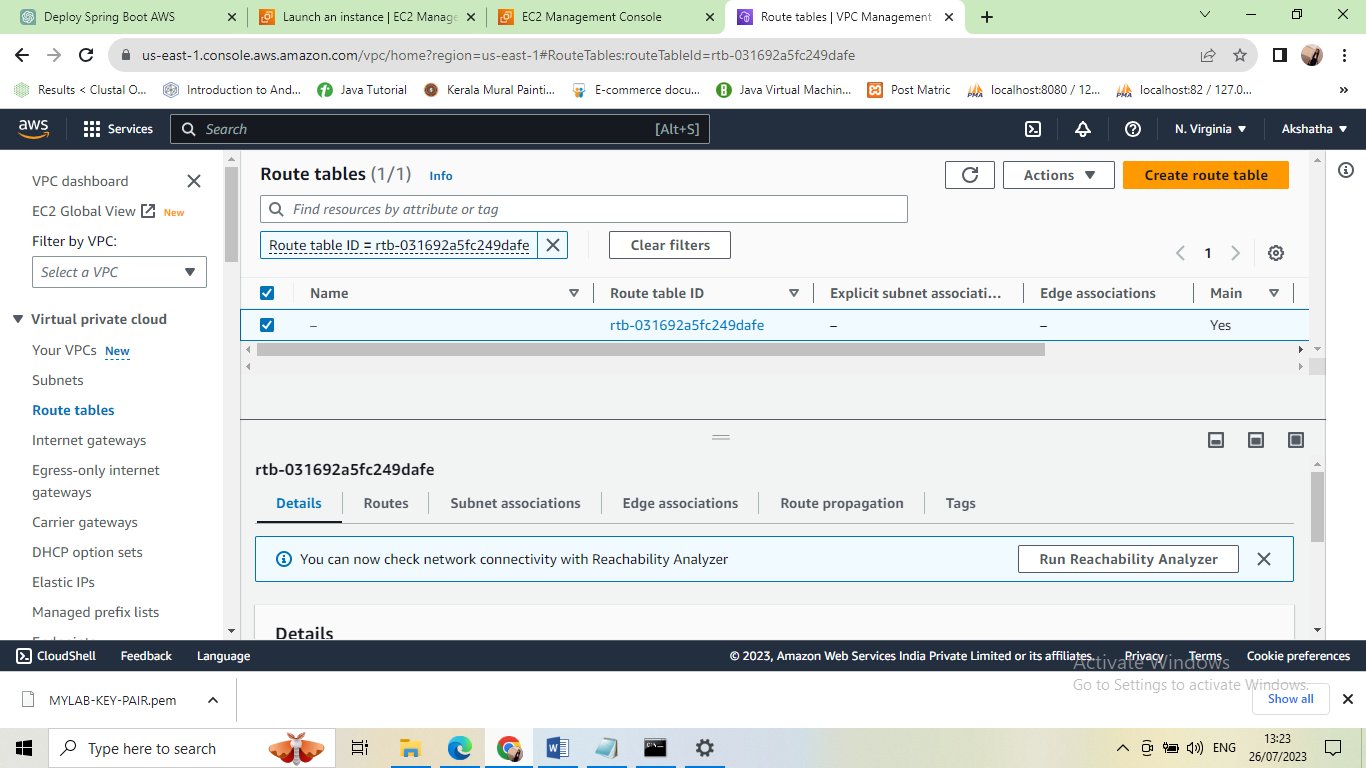 Deploy Spring Boot AWS
Launch an instance | EC2 Manage
EC2 Management Console
Route tables | VPC Management
us-east-1.console.aws.amazon.com/vpc/home?region=us-east-1#RouteTables:routeTableId=rtb-031692a5fc249dafe
Results < Clustal O... Introduction to And... Java Tutorial Kerala Mural Painti... E-commerce docu... Java Virtual Machin... Post Matric localhost:8080 / 12... localhost:82 / 127.0... »
aws Services Search [Alt+S] N. Virginia Akshatha
VPC dashboard
EC2 Global View New
Filter by VPC:
Select a VPC
Virtual private cloud
Your VPCs New
Subnets
Route tables
Internet gateways
Egress-only internet
gateways
Carrier gateways
DHCP option sets
Elastic IPs
Managed prefix lists
Route tables (1/1) Info
Actions
Create route table
Find resources by attribute or tag
Route table ID = rtb-031692a5fc249dafe
Clear filters
1
Name Route table ID Explicit subnet associati... Edge associations Main
– rtb-031692a5fc249dafe – – Yes
rtb-031692a5fc249dafe
Details Routes Subnet associations Edge associations Route propagation Tags
You can now check network connectivity with Reachability Analyzer
Run Reachability Analyzer
Details
CloudShell Feedback Language © 2023, Amazon Web Services India Private Limited or its affiliates. Privacy Terms Cookie preferences
Activate Windows
Go to Settings to activate Windows.
MYLAB-KEY-PAIR.pem
Show all
Type here to search
ENG
13:23
26/07/2023